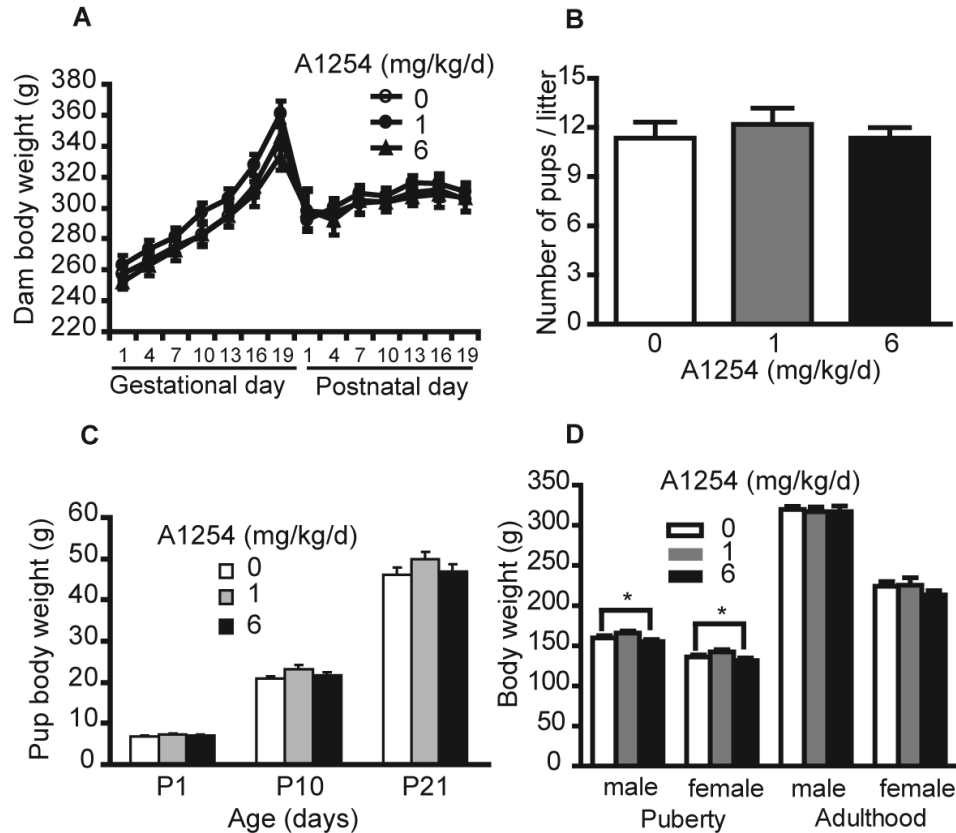 A
A1254 (mg/kg/d)
0
1
6
Dam body weight (g)
380
360
340
320
300
280
260
240
220
1 4 7 10 13 16 19 1 4 7 10 13 16 19
Gestational day Postnatal day
B
Number of pups / litter
15
12
9
6
3
0
0 1 6
A1254 (mg/kg/d)
C
A1254 (mg/kg/d)
0
1
6
Pup body weight (g)
60
50
40
30
20
10
0
P1 P10 P21
Age (days)
D
A1254 (mg/kg/d)
0
1
6
Body weight (g)
350
300
250
200
150
100
50
0
* *
male female male female
Puberty Adulthood